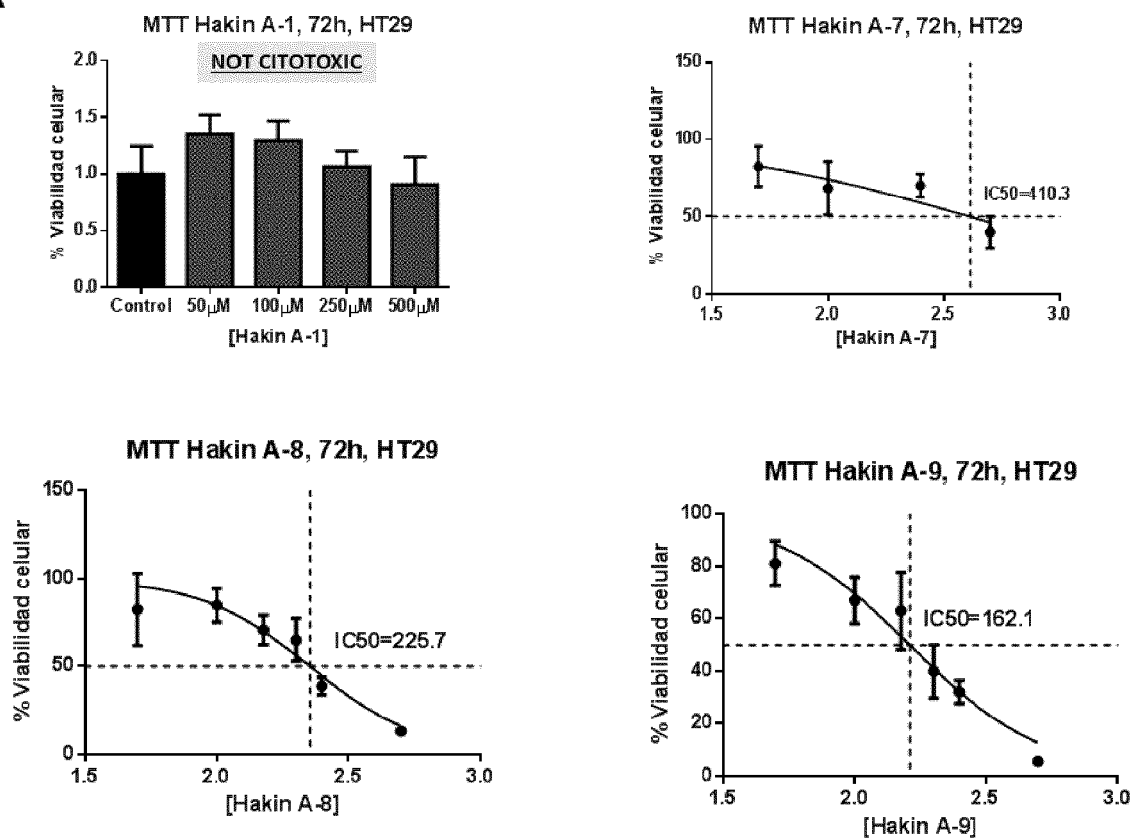 MTT Hakin A-1, 72h, HT29
NOT CITOTOXIC
% Viabilidad celular
2.0
1.5
1.0
0.5
0.0
Control 50µM 100µM 250µM 500µM
[Hakin A-1]
MTT Hakin A-7, 72h, HT29
% Viabilidad celular
150
100
50
0
IC50=410.3
1.5 2.0 2.5 3.0
[Hakin A-7]
MTT Hakin A-8, 72h, HT29
% Viabilidad celular
150
100
50
0
IC50=225.7
1.5 2.0 2.5 3.0
[Hakin A-8]
MTT Hakin A-9, 72h, HT29
% Viabilidad celular
100
80
60
40
20
0
IC50=162.1
1.5 2.0 2.5 3.0
[Hakin A-9]